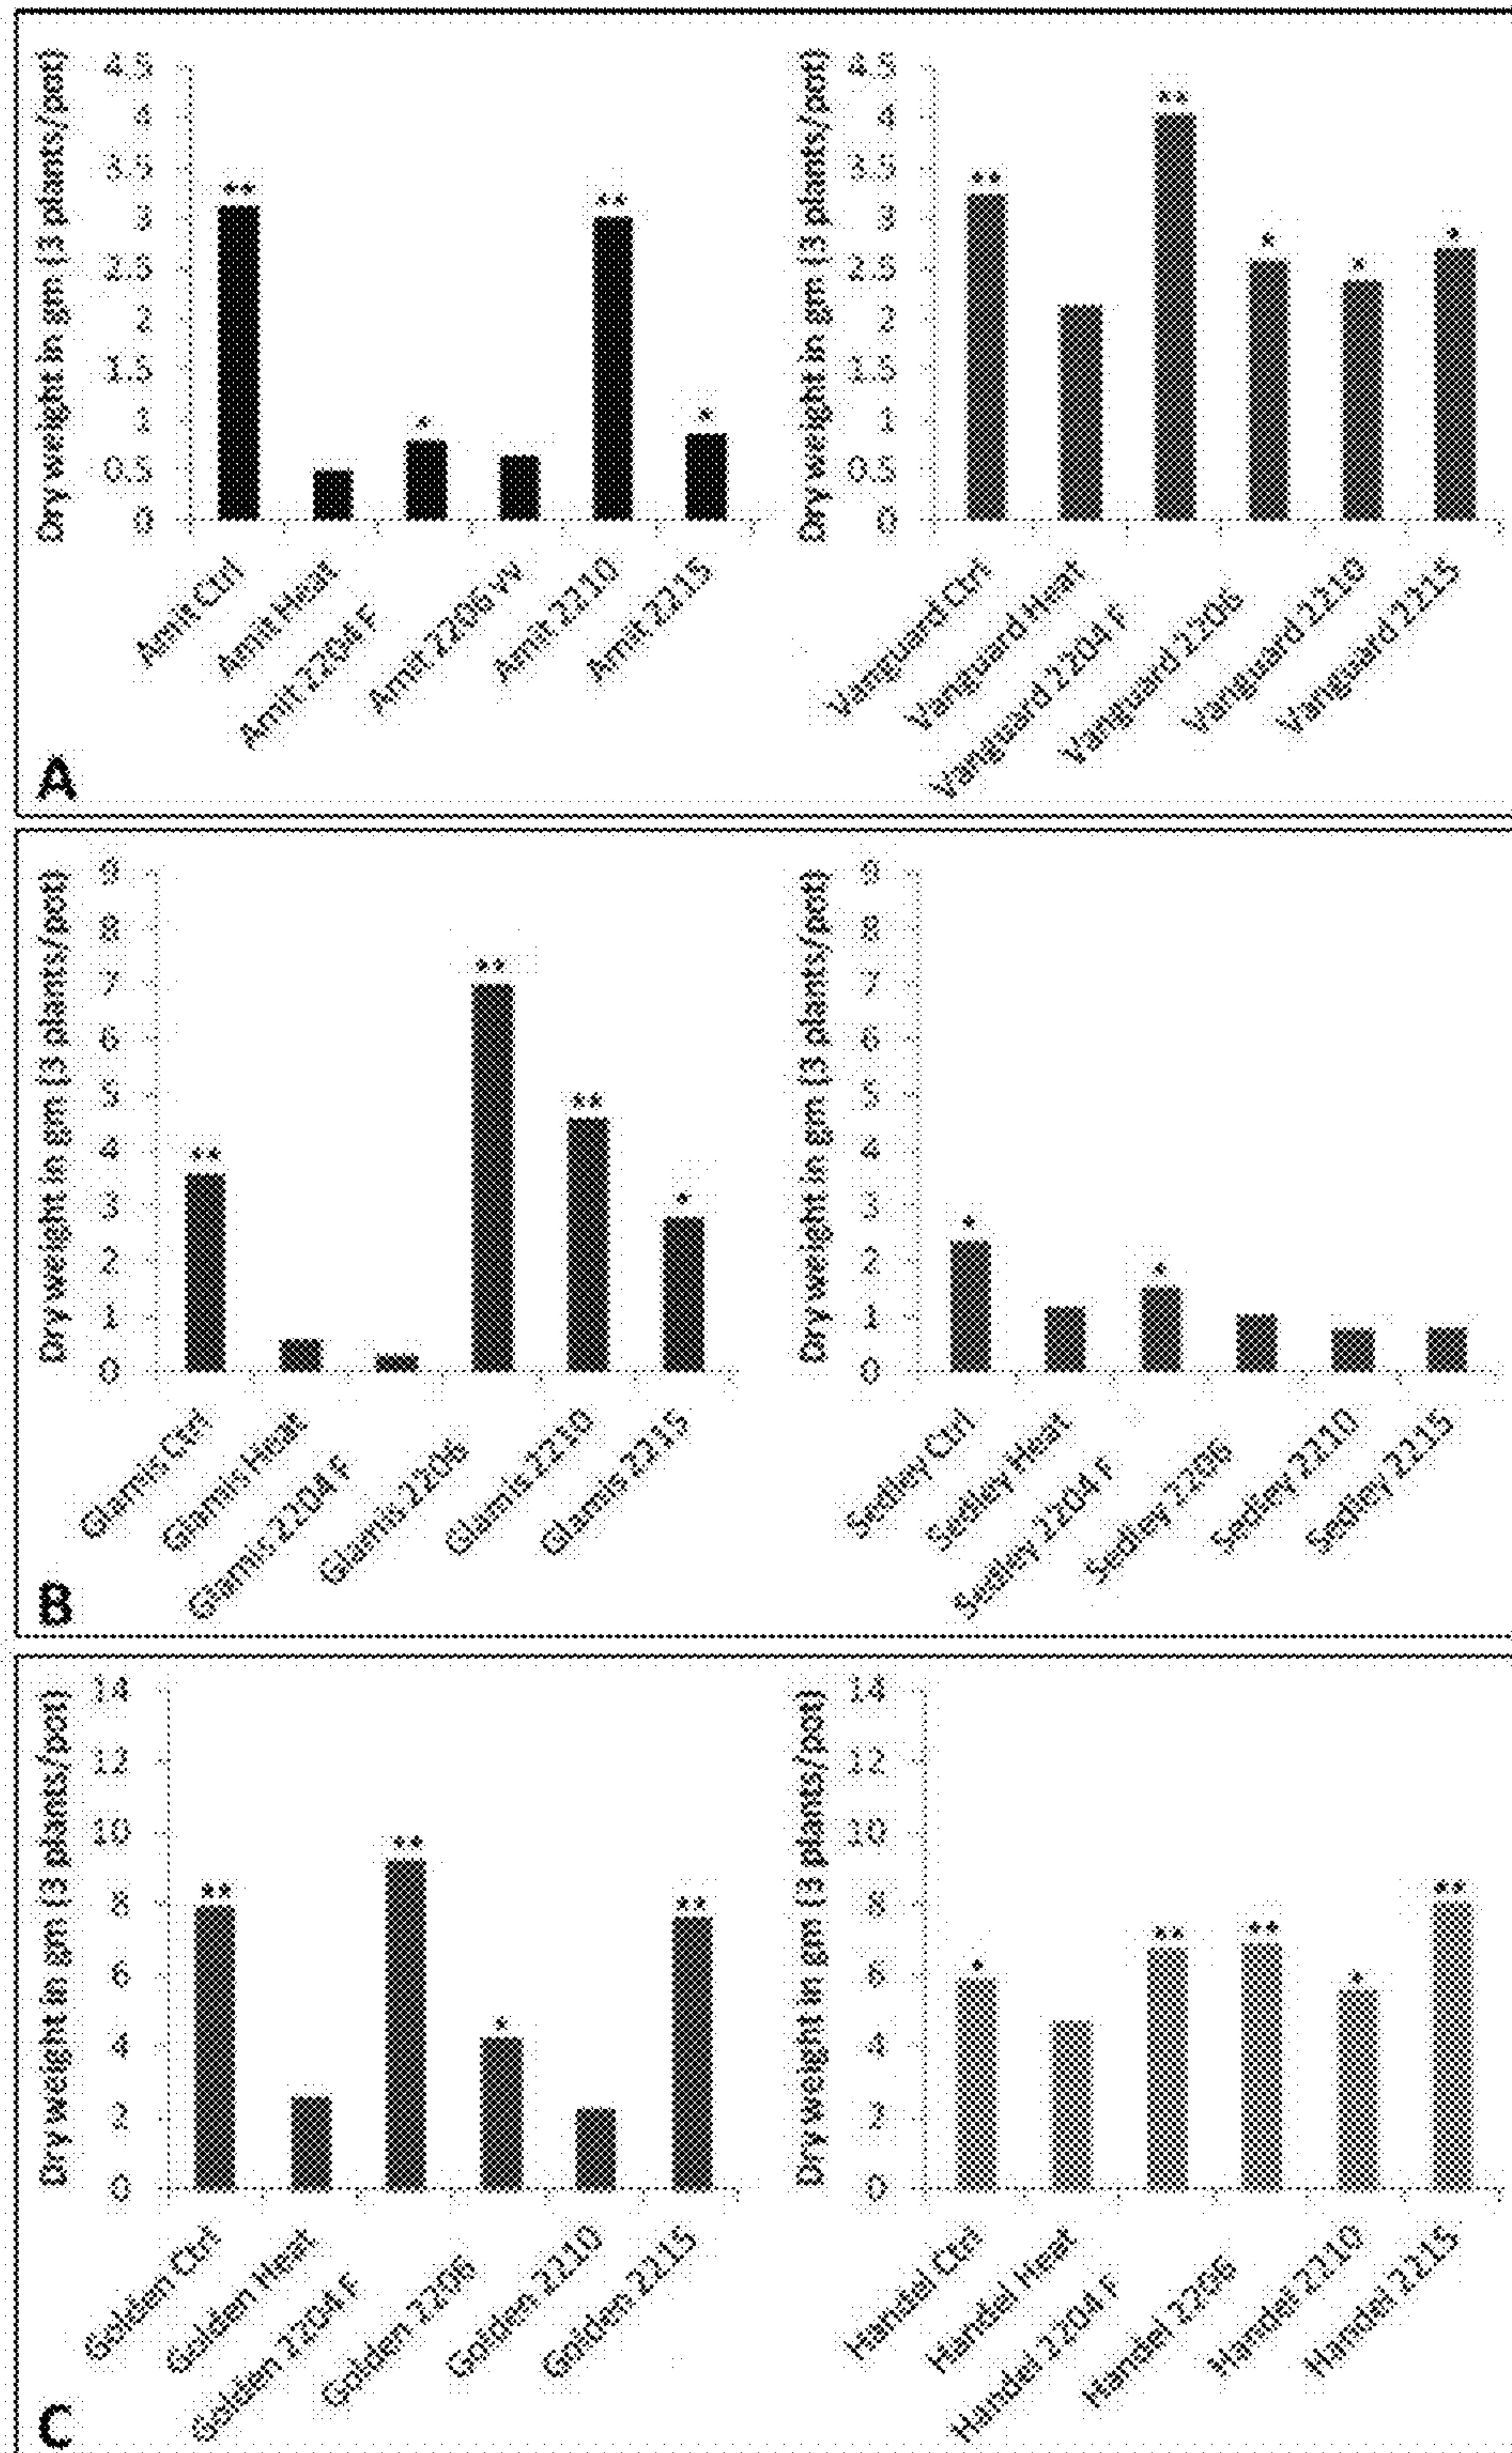 Dry weight in gm (3 plants/pot)
4.5
4
3.5
3
2.5
2
1.5
1
0.5
0
**
*
**
*
Amit Ctrl
Amit Heat
Amit 2204 F
Amit 2206 vv
Amit 2210
Amit 2215
Dry weight in gm (3 plants/pot)
4.5
4
3.5
3
2.5
2
1.5
1
0.5
0
**
**
*
*
*
Vanguard Ctrl
Vanguard Heat
Vanguard 2204 F
Vanguard 2206
Vanguard 2210
Vanguard 2215
A
Dry weight in gm (3 plants/pot)
9
8
7
6
5
4
3
2
1
0
**
**
**
*
Glamis Ctrl
Glamis Heat
Glamis 2204 F
Glamis 2206
Glamis 2210
Glamis 2215
Dry weight in gm (3 plants/pot)
9
8
7
6
5
4
3
2
1
0
*
*
Sedley Ctrl
Sedley Heat
Sedley 2204 F
Sedley 2206
Sedley 2210
Sedley 2215
B
Dry weight in gm (3 plants/pot)
14
12
10
8
6
4
2
0
**
**
*
**
Golden Ctrl
Golden Heat
Golden 2204 F
Golden 2206
Golden 2210
Golden 2215
Dry weight in gm (3 plants/pot)
14
12
10
8
6
4
2
0
*
**
**
*
**
Handel Ctrl
Handel Heat
Handel 2204 F
Handel 2206
Handel 2210
Handel 2215
C